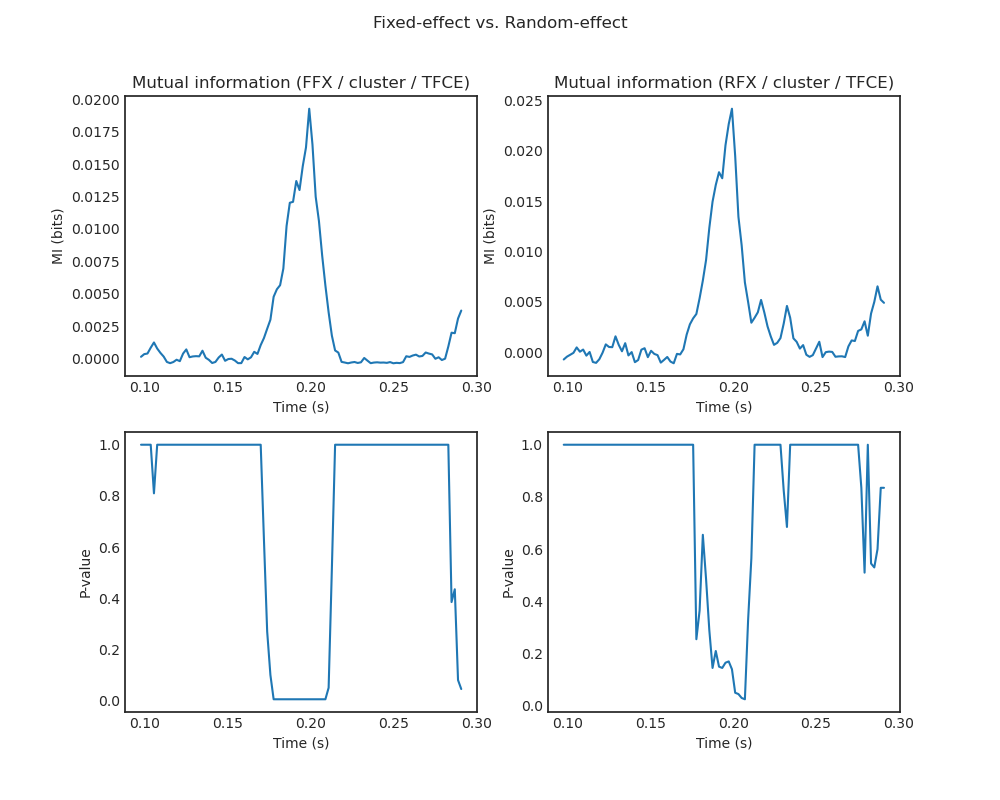 Fixed-effect vs. Random-effect
Mutual information (FFX / cluster / TFCE)
0.0200
0.0175
0.0150
0.0125
0.0100
0.0075
0.0050
0.0025
0.0000
MI (bits)
0.10 0.15 0.20 0.25 0.30
Time (s)
Mutual information (RFX / cluster / TFCE)
0.025
0.020
0.015
0.010
0.005
0.000
MI (bits)
0.10 0.15 0.20 0.25 0.30
Time (s)
1.0
0.8
0.6
0.4
0.2
0.0
P-value
0.10 0.15 0.20 0.25 0.30
Time (s)
1.0
0.8
0.6
0.4
0.2
0.0
P-value
0.10 0.15 0.20 0.25 0.30
Time (s)